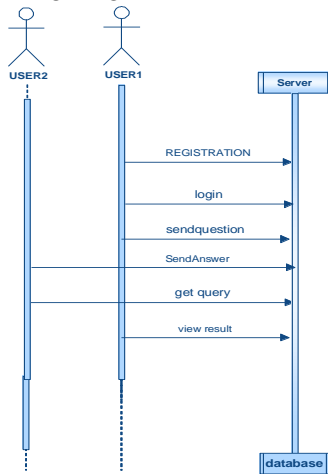 USER2
USER1
Server
REGISTRATION
login
sendquestion
SendAnswer
get query
view result
database